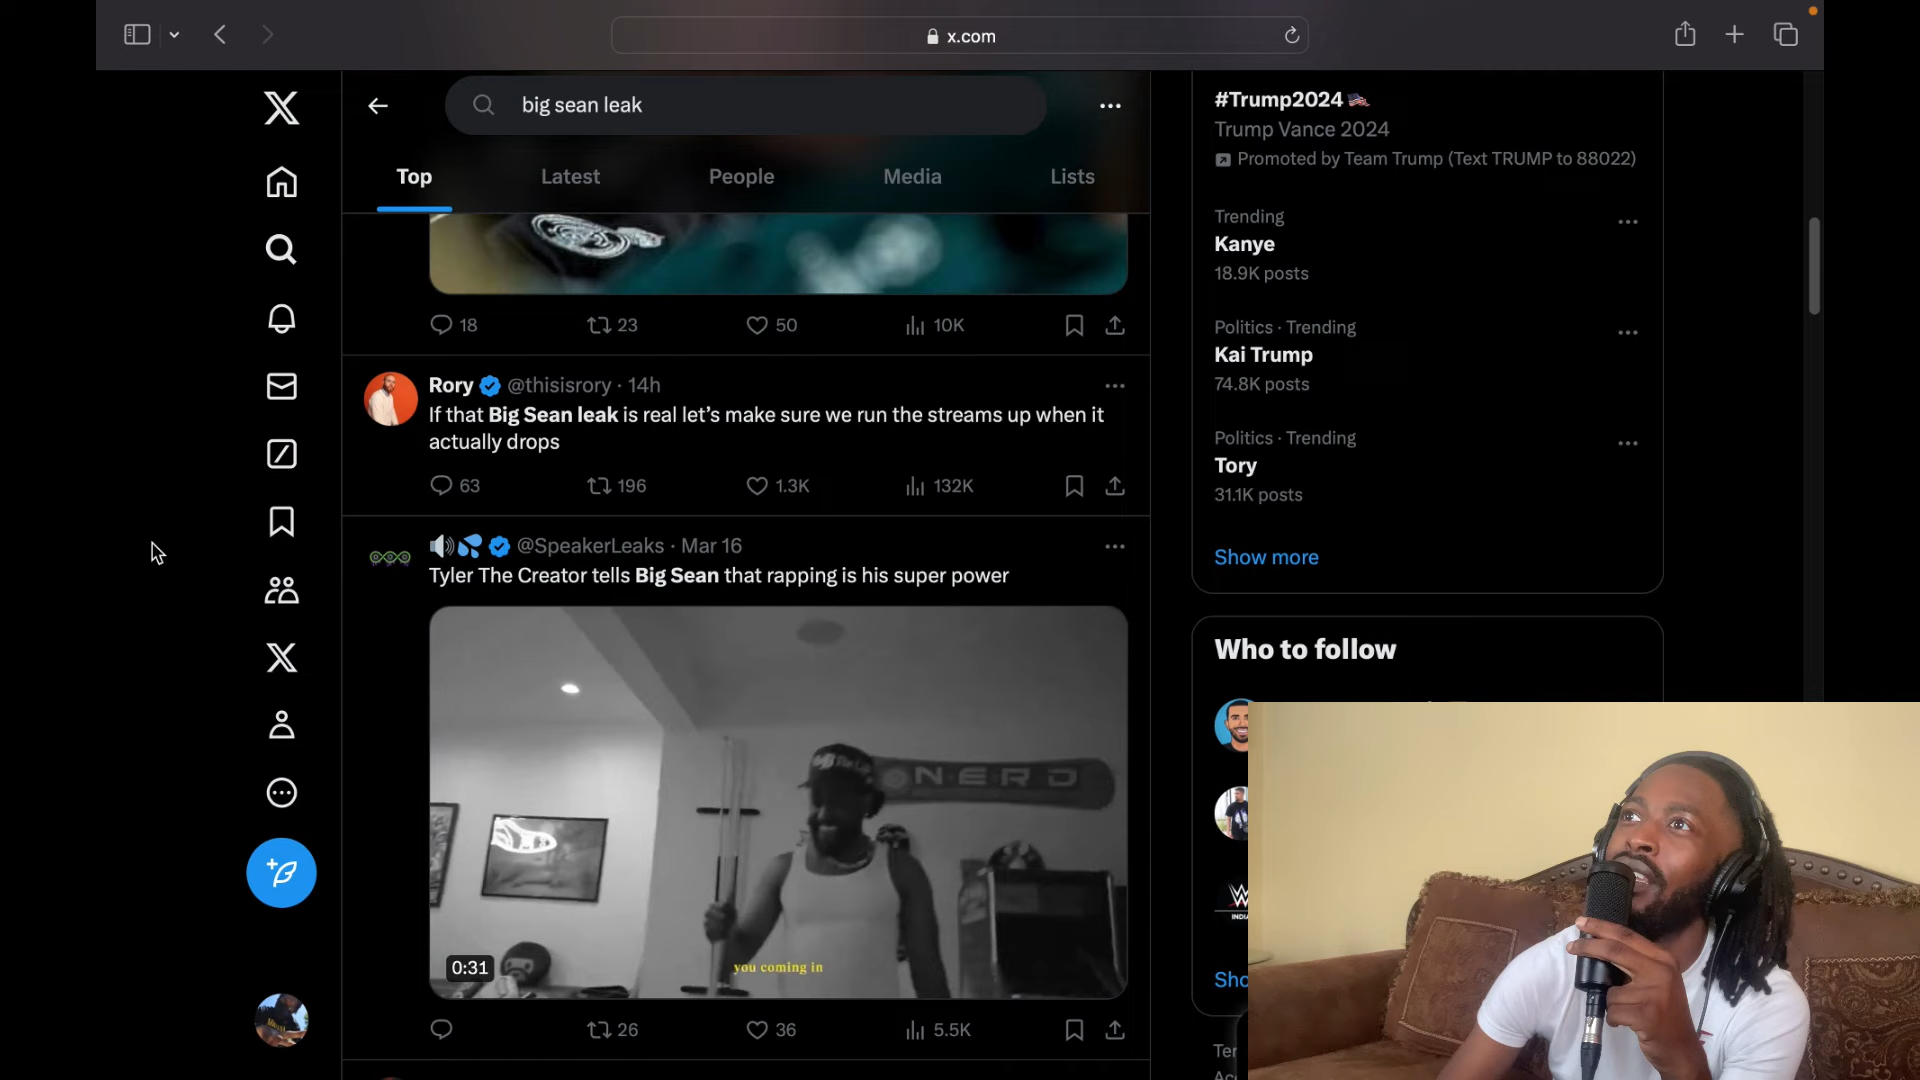 x.com
big sean leak
Top
Latest
People
Media
Lists
18
23
50
10K
Rory @thisisrory · 14h
If that Big Sean leak is real let's make sure we run the streams up when it
actually drops
63
196
1.3K
132K
@SpeakerLeaks · Mar 16
Tyler The Creator tells Big Sean that rapping is his super power
N.E.R.D
0:31
you coming in
26
36
5.5K
#Trump2024
Trump Vance 2024
Promoted by Team Trump (Text TRUMP to 88022)
Trending
Kanye
18.9K posts
Politics · Trending
Kai Trump
74.8K posts
Politics · Trending
Tory
31.1K posts
Show more
Who to follow
W
INDI
Sho
Ter
Ac